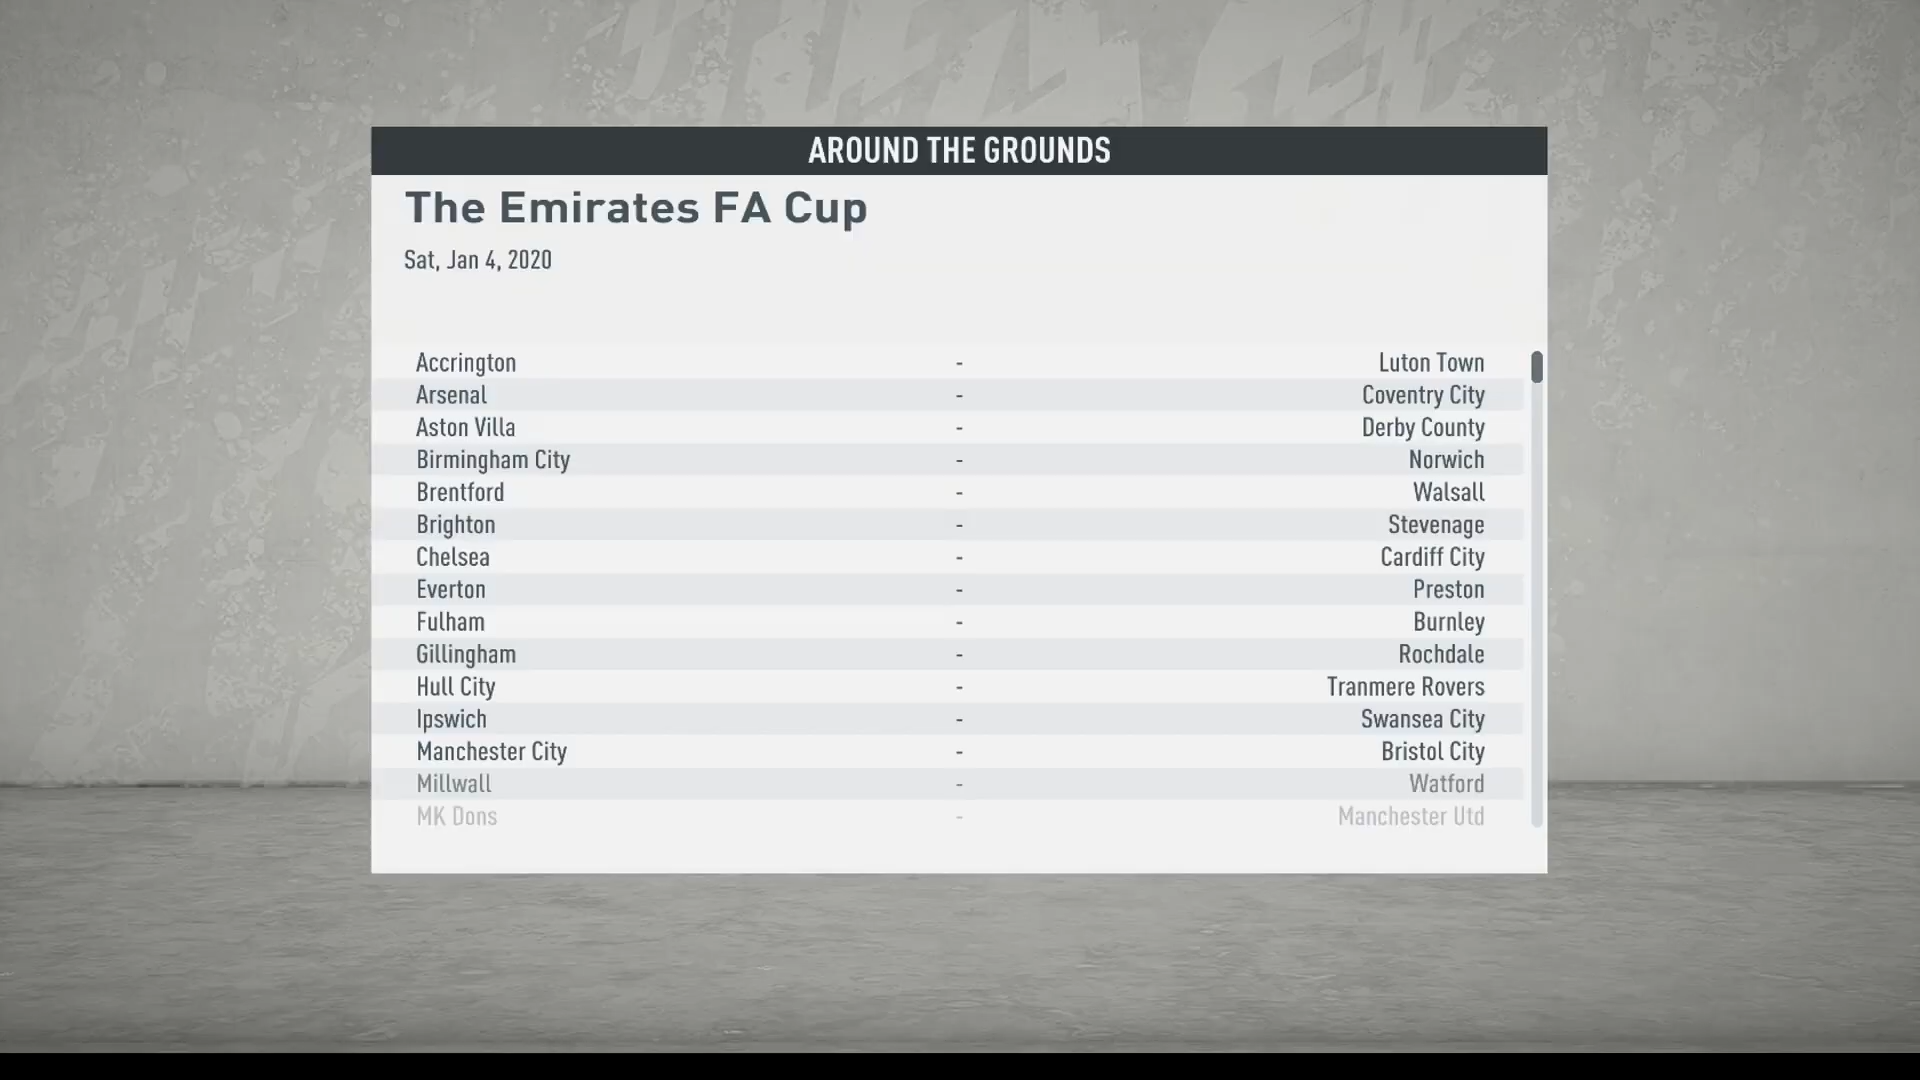 AROUND THE GROUNDS
The Emirates FA Cup
Sat, Jan 4, 2020
Accrington - Luton Town
Arsenal - Coventry City
Aston Villa - Derby County
Birmingham City - Norwich
Brentford - Walsall
Brighton - Stevenage
Chelsea - Cardiff City
Everton - Preston
Fulham - Burnley
Gillingham - Rochdale
Hull City - Tranmere Rovers
Ipswich - Swansea City
Manchester City - Bristol City
Millwall - Watford
MK Dons - Manchester Utd